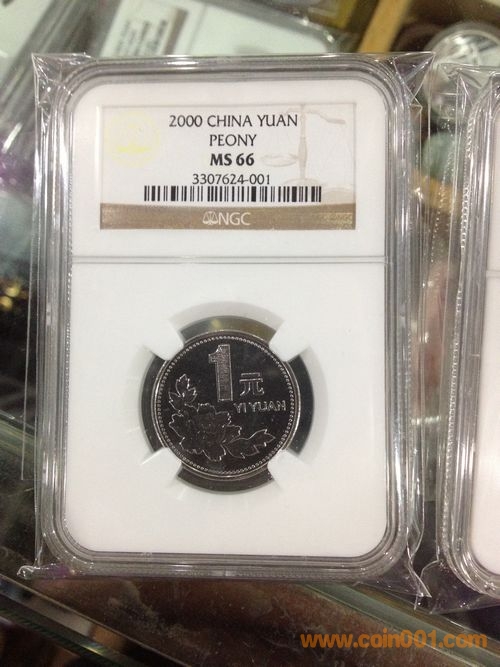 2000 CHINA YUAN
PEONY
MS 66
3307624-001
NGC
1元
YI YUAN
www.coin001.com